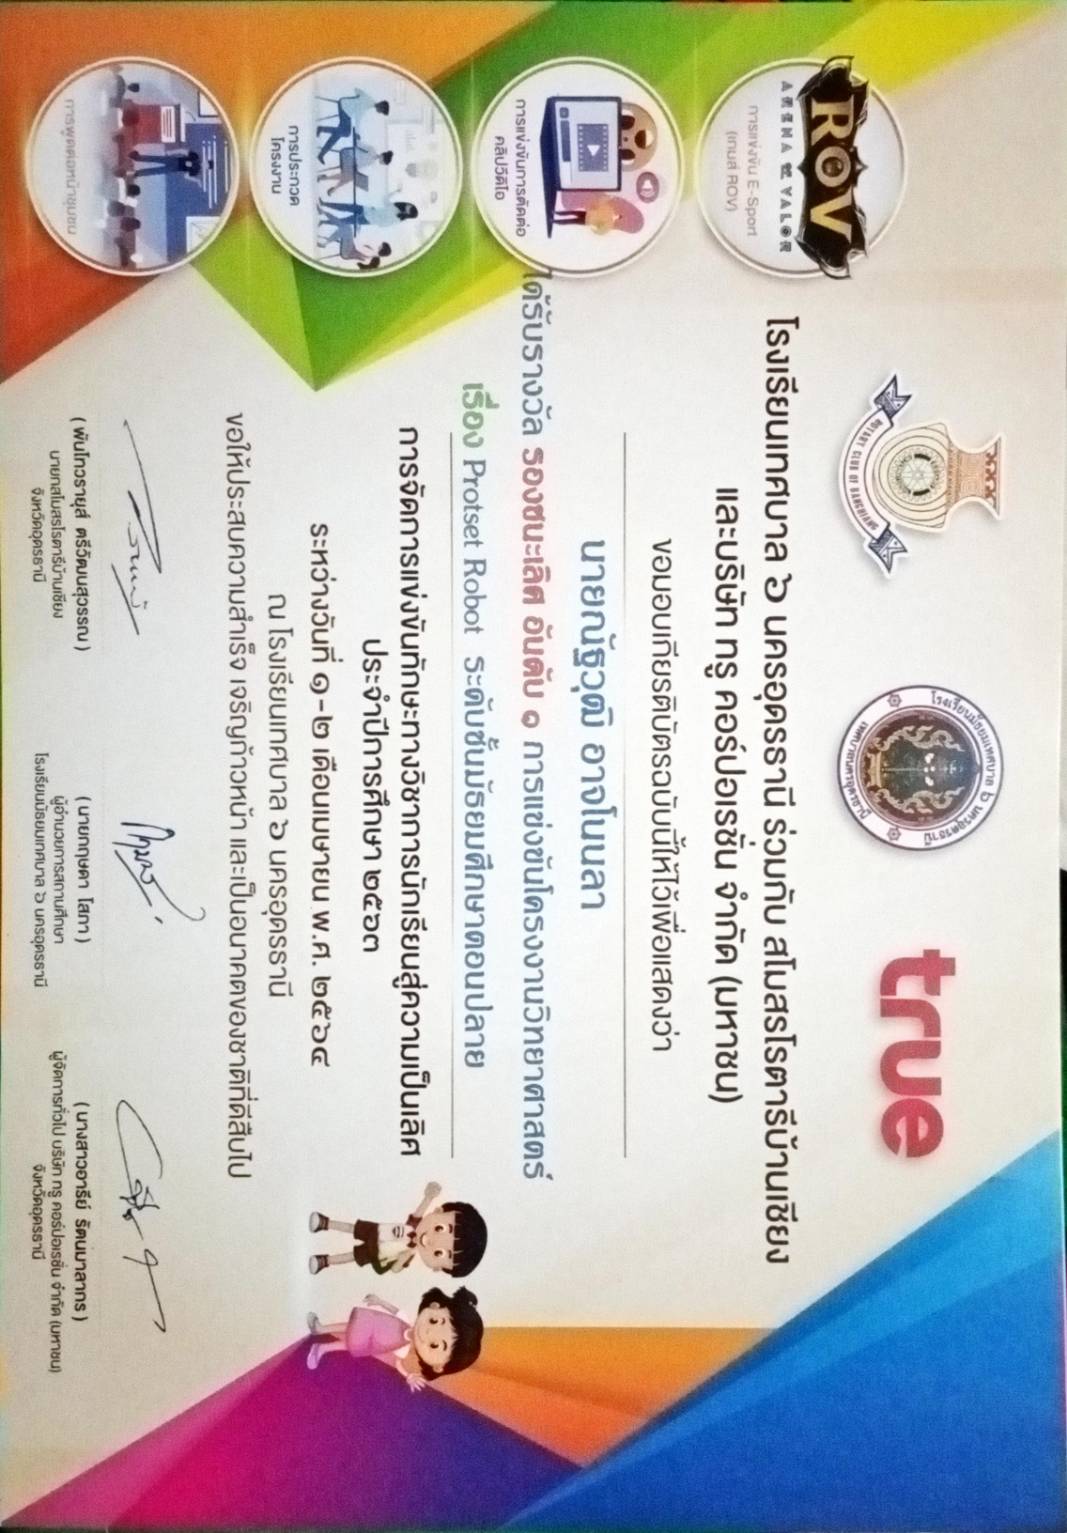 ROV
ARENA OF VALOR
การแข่งขัน E-Sport
(เกมส์ ROV)
การแข่งขันการตัดต่อ
คลิปวีดีโอ
การประกวด
โครงงาน
การพูดต่อหน้าชุมชน
ROTARY CLUB OF BANCHIANG
โรงเรียนมัธยมเทศบาล ๖ นครอุดรธานี
true
โรงเรียนเทศบาล ๖ นครอุดรธานี ร่วมกับ สโมสรโรตารีบ้านเชียง
และบริษัท ทรู คอร์ปอเรชั่น จำกัด (มหาชน)
ขอมอบเกียรติบัตรฉบับนี้ให้ไว้เพื่อแสดงว่า
นายณัฐวุฒิ อาจโนนลา
ได้รับรางวัล รองชนะเลิศ อันดับ ๑ การแข่งขันโครงงานวิทยาศาสตร์
เรื่อง Protset Robot ระดับชั้นมัธยมศึกษาตอนปลาย
การจัดการแข่งขันทักษะทางวิชาการนักเรียนสู่ความเป็นเลิศ
ประจำปีการศึกษา ๒๕๖๓
ระหว่างวันที่ ๑-๒ เดือนเมษายน พ.ศ. ๒๕๖๔
ณ โรงเรียนเทศบาล ๖ นครอุดรธานี
ขอให้ประสบความสำเร็จ เจริญก้าวหน้า และเป็นอนาคตของชาติที่ดีสืบไป
( พันโทวรายุส์ ตรีวัฒนสุวรรณ )
นายกสโมสรโรตารีบ้านเชียง
จังหวัดอุดรธานี
( นายกฤษดา โสภา )
ผู้อำนวยการสถานศึกษา
โรงเรียนมัธยมเทศบาล ๖ นครอุดรธานี
( นางสาวอารีย์ รัตนมาลากร )
ผู้จัดการทั่วไป บริษัท ทรู คอร์ปอเรชั่น จำกัด (มหาชน)
จังหวัดอุดรธานี